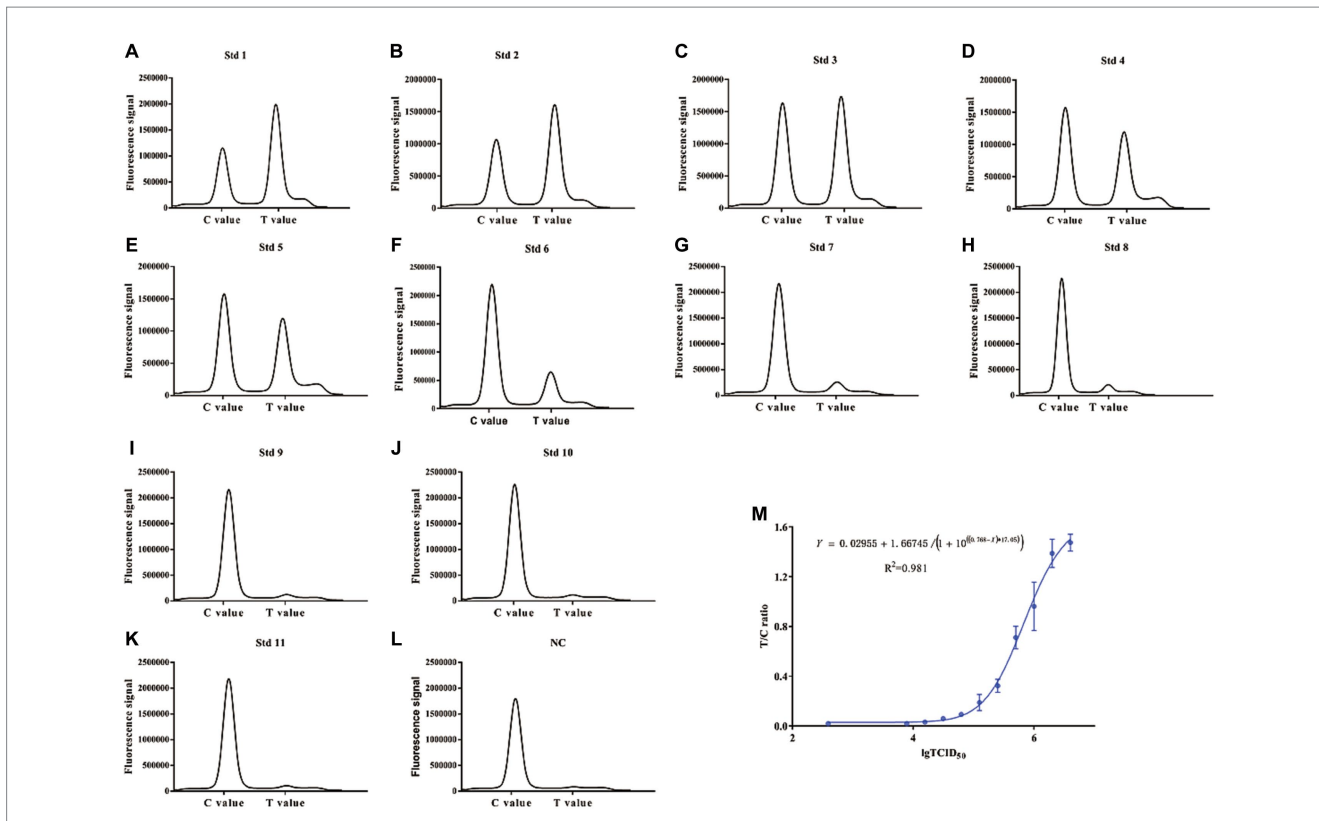 A
Std 1
Fluorescence signal
2500000
2000000
1500000
1000000
500000
0
C value T value
B
Std 2
Fluorescence signal
2000000
1500000
1000000
500000
0
C value T value
C
Std 3
Fluorescence signal
2000000
1500000
1000000
500000
0
C value T value
D
Std 4
Fluorescence signal
2000000
1500000
1000000
500000
0
C value T value
E
Std 5
Fluorescence signal
2000000
1500000
1000000
500000
0
C value T value
F
Std 6
Fluorescence signal
2500000
2000000
1500000
1000000
500000
0
C value T value
G
Std 7
Fluorescence signal
2500000
2000000
1500000
1000000
500000
0
C value T value
H
Std 8
Fluorescence signal
2500000
2000000
1500000
1000000
500000
0
C value T value
I
Std 9
Fluorescence signal
2500000
2000000
1500000
1000000
500000
0
C value T value
J
Std 10
Fluorescence signal
2500000
2000000
1500000
1000000
500000
0
C value T value
K
Std 11
Fluorescence signal
2500000
2000000
1500000
1000000
500000
0
C value T value
L
NC
Fluorescence signal
2500000
2000000
1500000
1000000
500000
0
C value T value
M
Y = 0.02955 + 1.66745/(1 + 10^((0.768-X)*17.05))
R²=0.981
T/C ratio
1.6
1.2
0.8
0.4
0.0
2 4 6
lgTCID₅₀